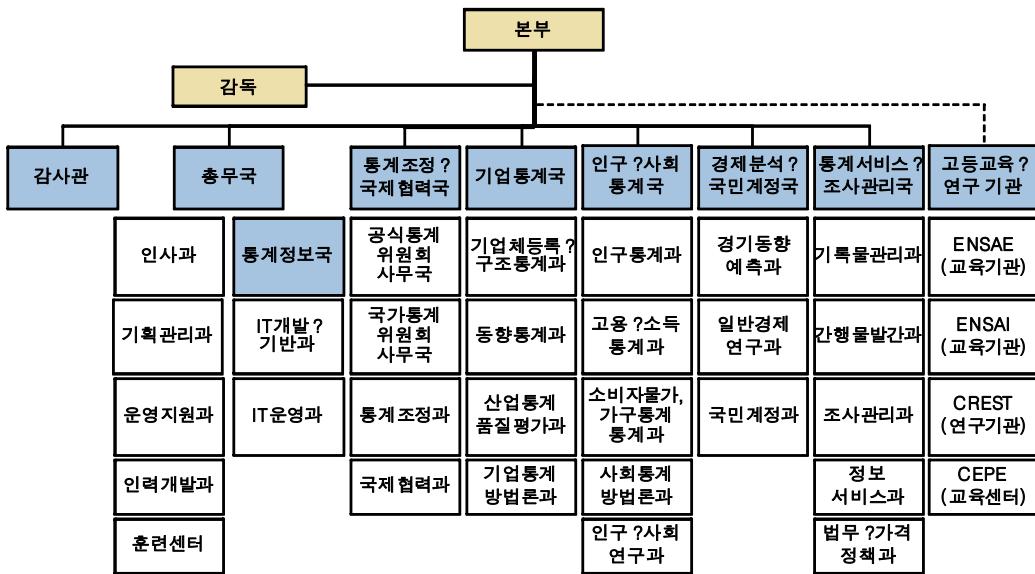 본부
감독
감사관
총무국
통계조정?
국제협력국
기업통계국
인구?사회
통계국
경제분석?
국민계정국
통계서비스?
조사관리국
고등교육?
연구 기관
인사과
통계정보국
공식통계
위원회
사무국
기업체등록?
구조통계과
인구통계과
경기동향
예측과
기록물관리과
ENSAE
(교육기관)
기획관리과
IT개발?
기반과
국가통계
위원회
사무국
동향통계과
고용?소득
통계과
일반경제
연구과
간행물발간과
ENSAI
(교육기관)
운영지원과
IT운영과
통계조정과
산업통계
품질평가과
소비자물가,
가구통계
통계과
국민계정과
조사관리과
CREST
(연구기관)
인력개발과
국제협력과
기업통계
방법론과
사회통계
방법론과
정보
서비스과
CEPE
(교육센터)
훈련센터
인구?사회
연구과
법무?가격
정책과